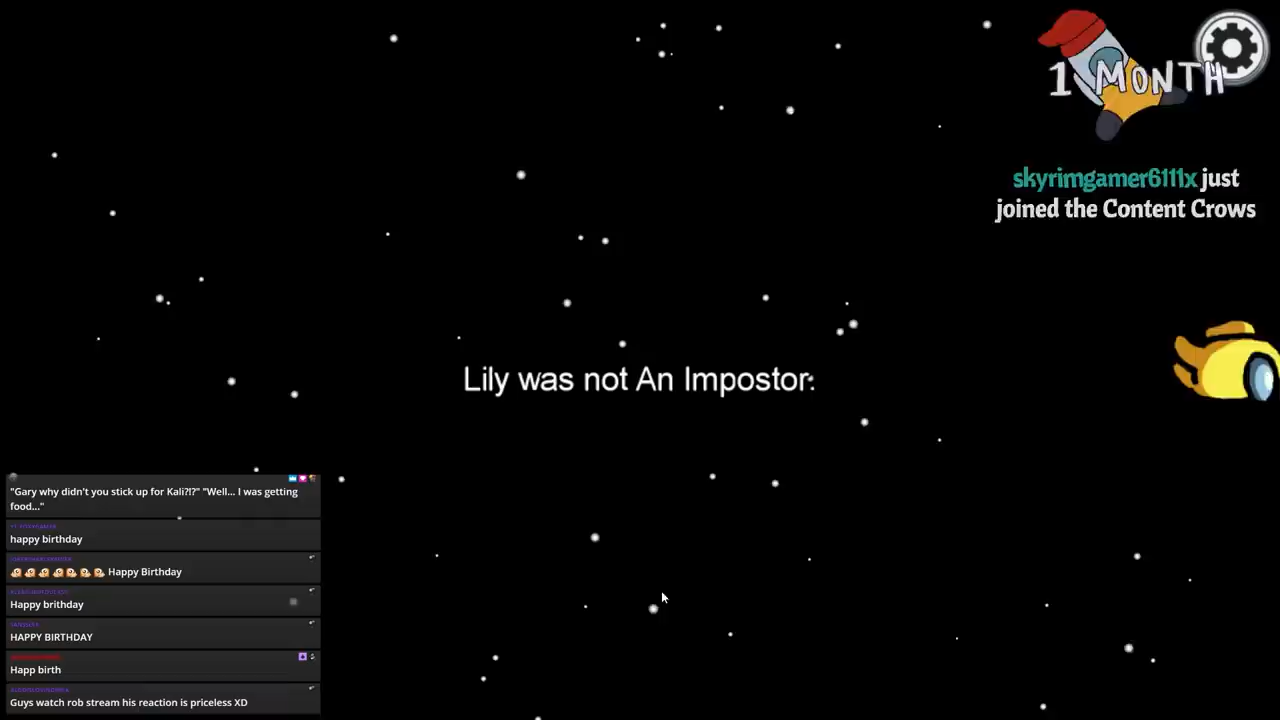 1 MONTH
skyrimgamer6111x just
joined the Content Crows
Lily was not An Impostor.
"Gary why didn't you stick up for Kali?!?" "Well... I was getting
food..."
happy birthday
Happy Birthday
Happy brithday
HAPPY BIRTHDAY
Happ birth
Guys watch rob stream his reaction is priceless XD